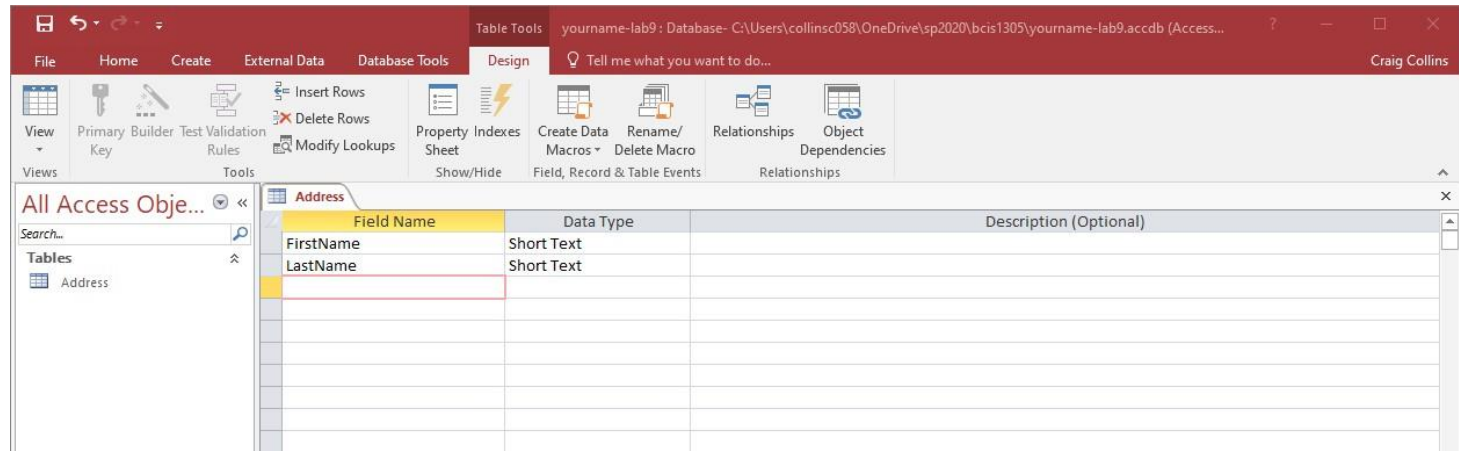 Table Tools yourname-lab9 : Database- C:\Users\collinsc058\OneDrive\sp2020\bcis1305\yourname-lab9.accdb (Access... ?
File Home Create External Data Database Tools Design Tell me what you want to do... Craig Collins
View
Primary Key
Builder
Test Validation Rules
Insert Rows
Delete Rows
Modify Lookups
Property Sheet
Indexes
Create Data Macros
Rename/ Delete Macro
Relationships
Object Dependencies
Views Tools Show/Hide Field, Record & Table Events Relationships
All Access Obje... «
Search...
Tables
Address
Address
Field Name Data Type Description (Optional)
FirstName Short Text
LastName Short Text